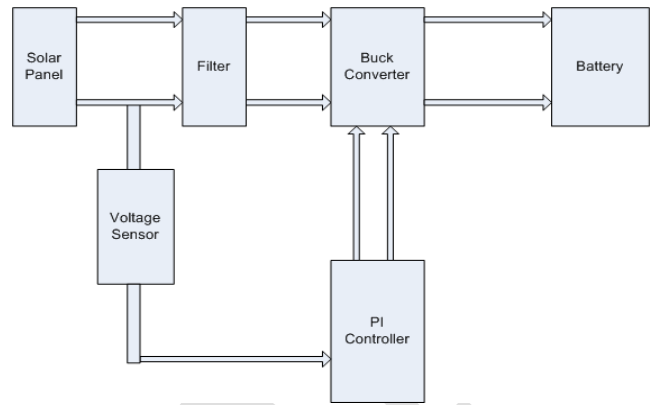 Solar
Panel
Filter
Buck
Converter
Battery
Voltage
Sensor
PI
Controller